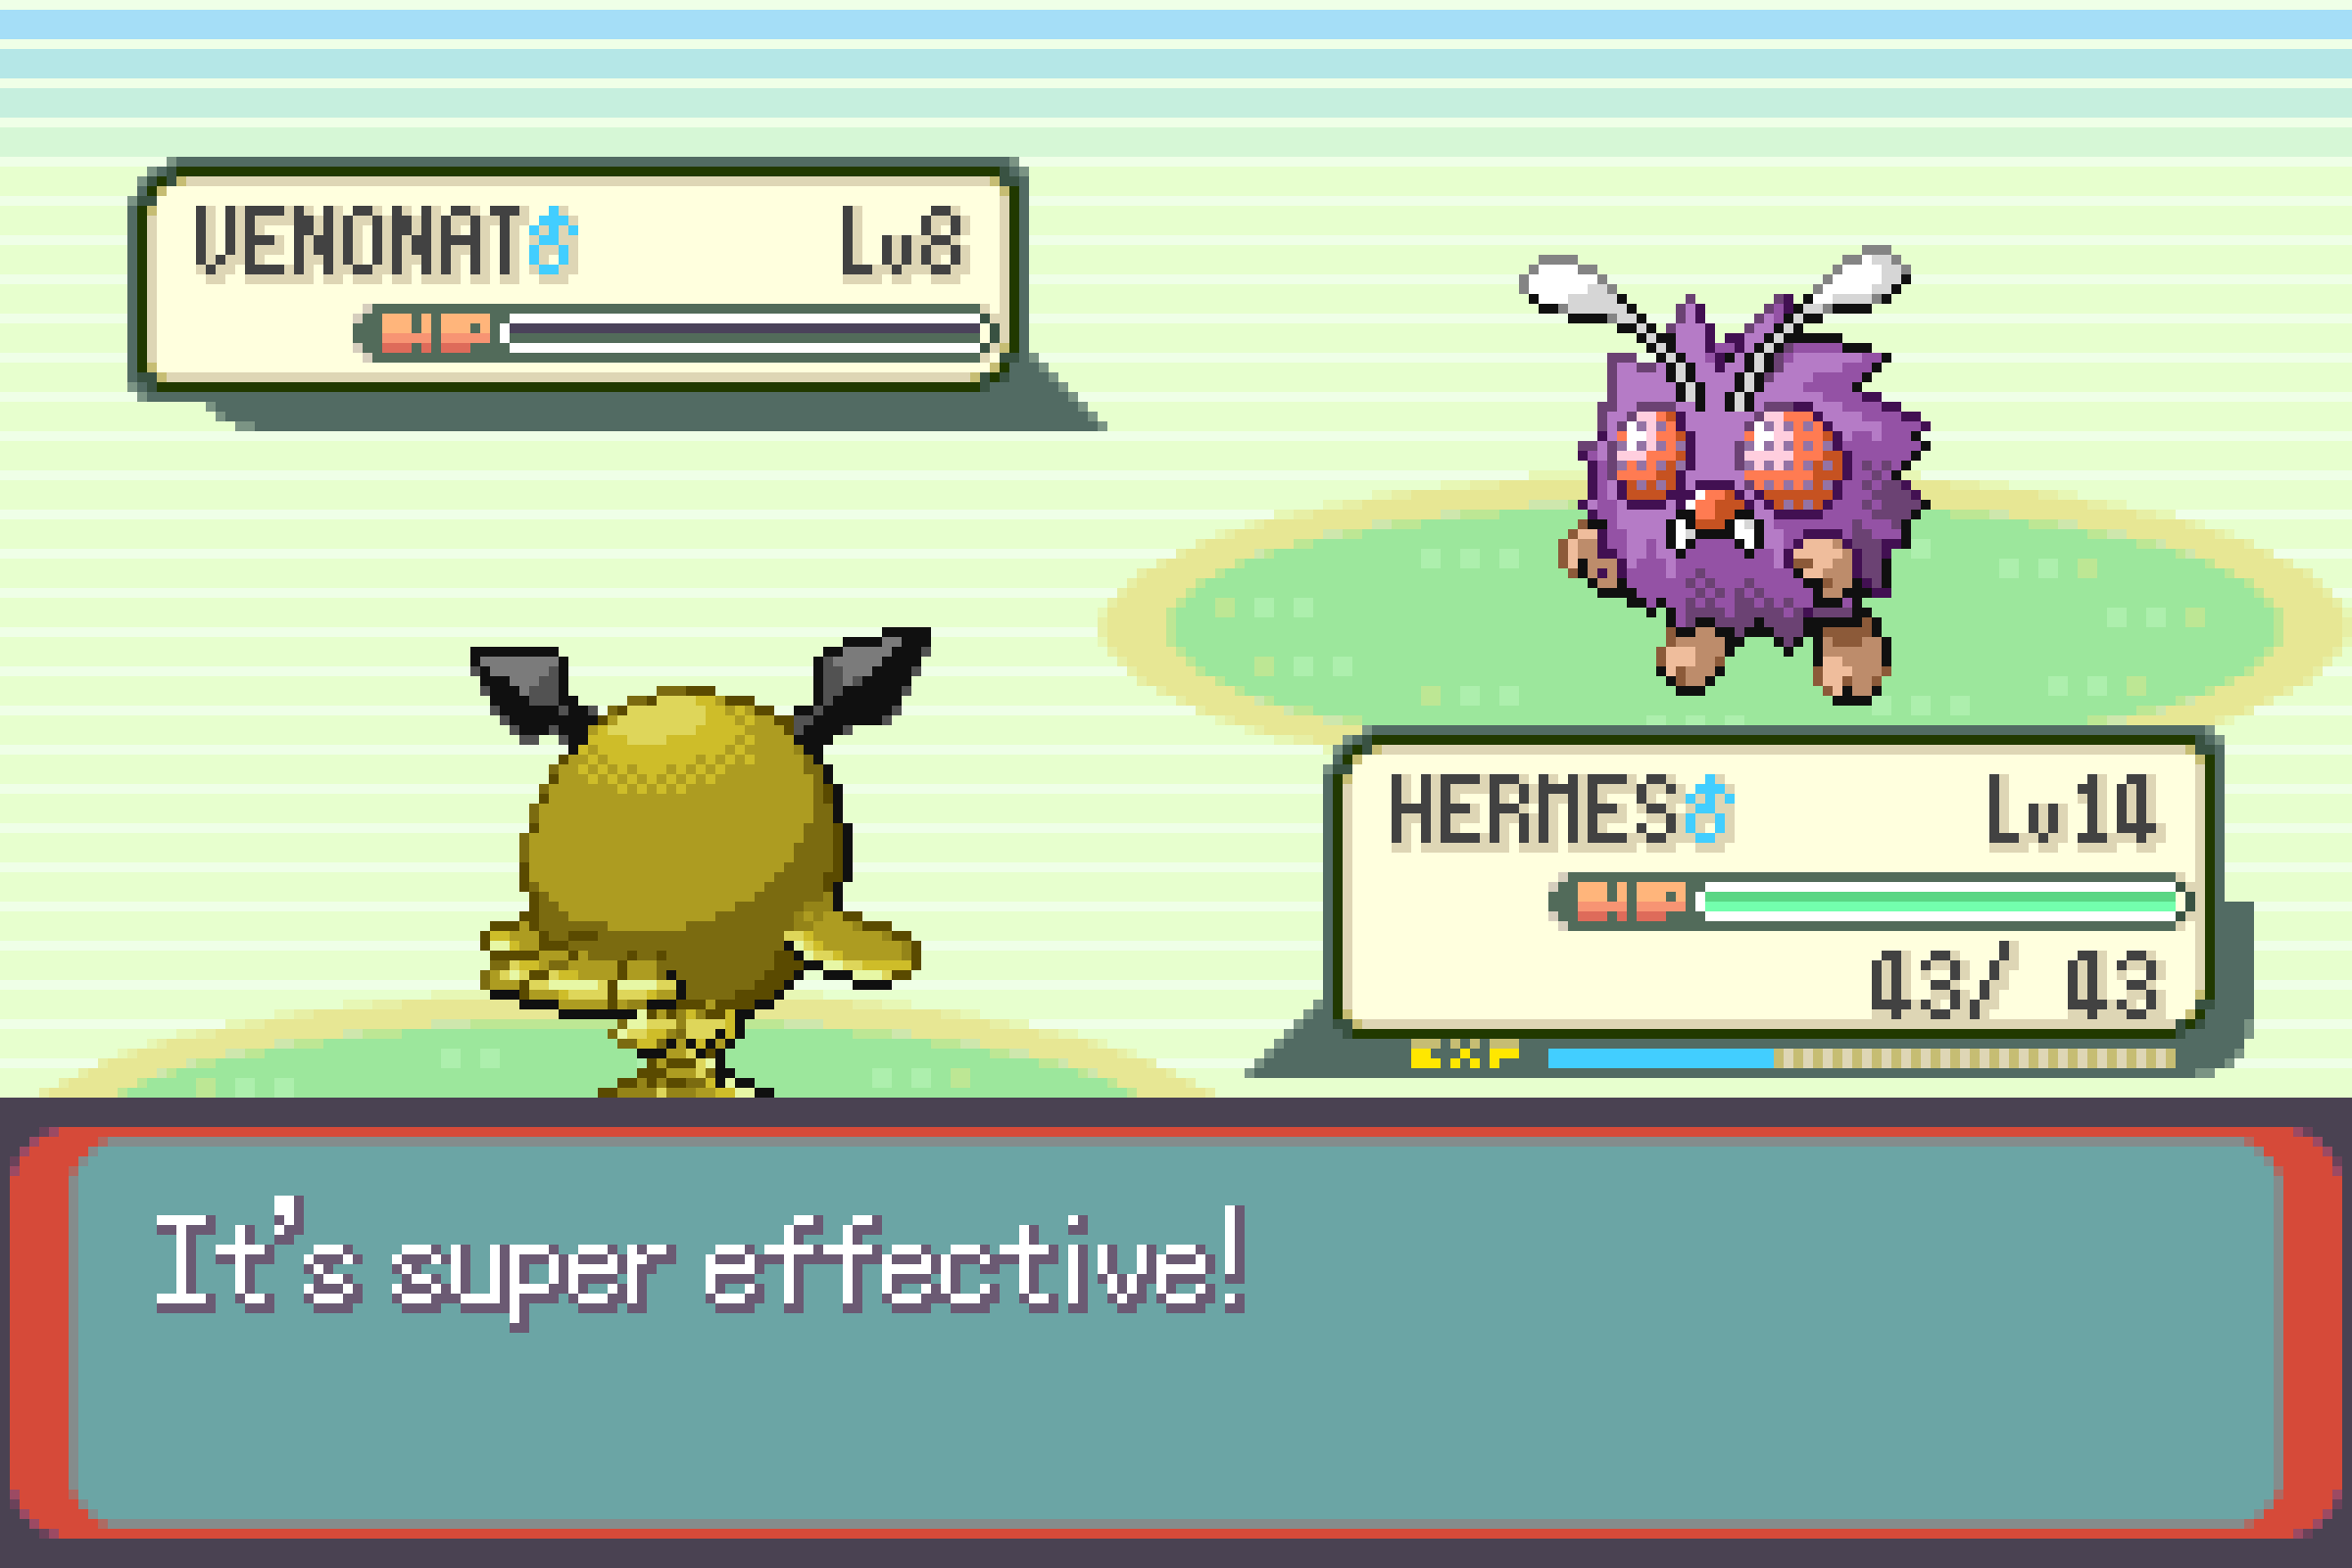 VENONAT♂ Lv8
HP
HERMES♂ Lv14
HP
43/ 43
EXP
It's super effective!